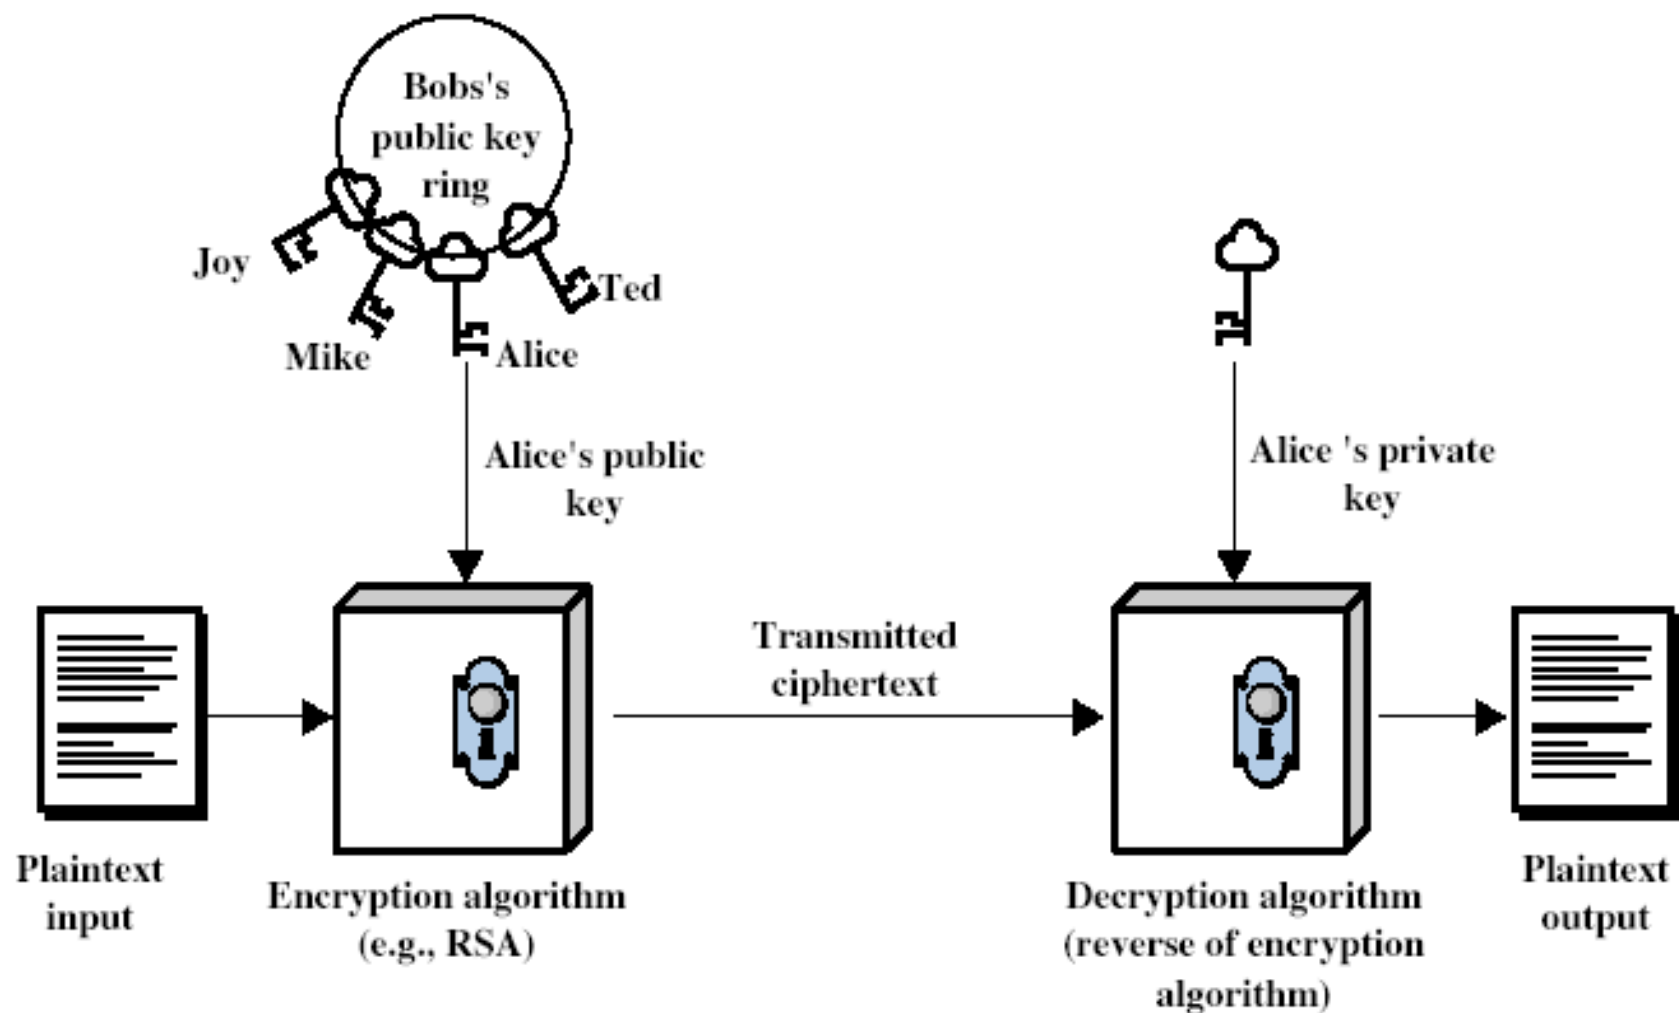 Bobs's
public key
ring
Joy
Mike
Alice
Ted
Alice's public
key
Alice 's private
key
Transmitted
ciphertext
Plaintext
input
Encryption algorithm
(e.g., RSA)
Decryption algorithm
(reverse of encryption
algorithm)
Plaintext
output